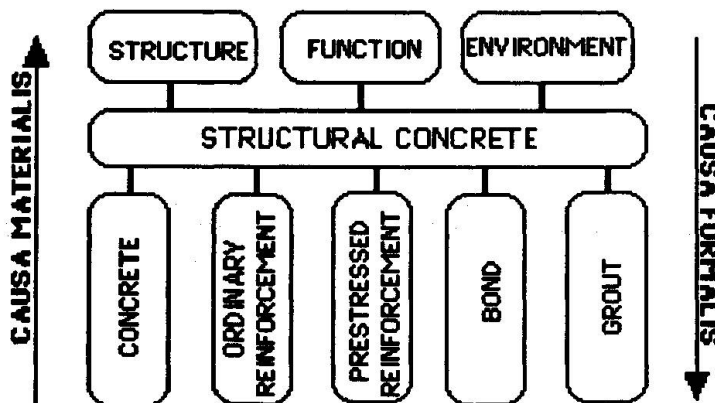 STRUCTURE
FUNCTION
ENVIRONMENT
STRUCTURAL CONCRETE
CAUSA MATERIALIS
CONCRETE
ORDINARY
REINFORCEMENT
PRESTRESSED
REINFORCEMENT
BOND
GROUT
CAUSA FORMALIS